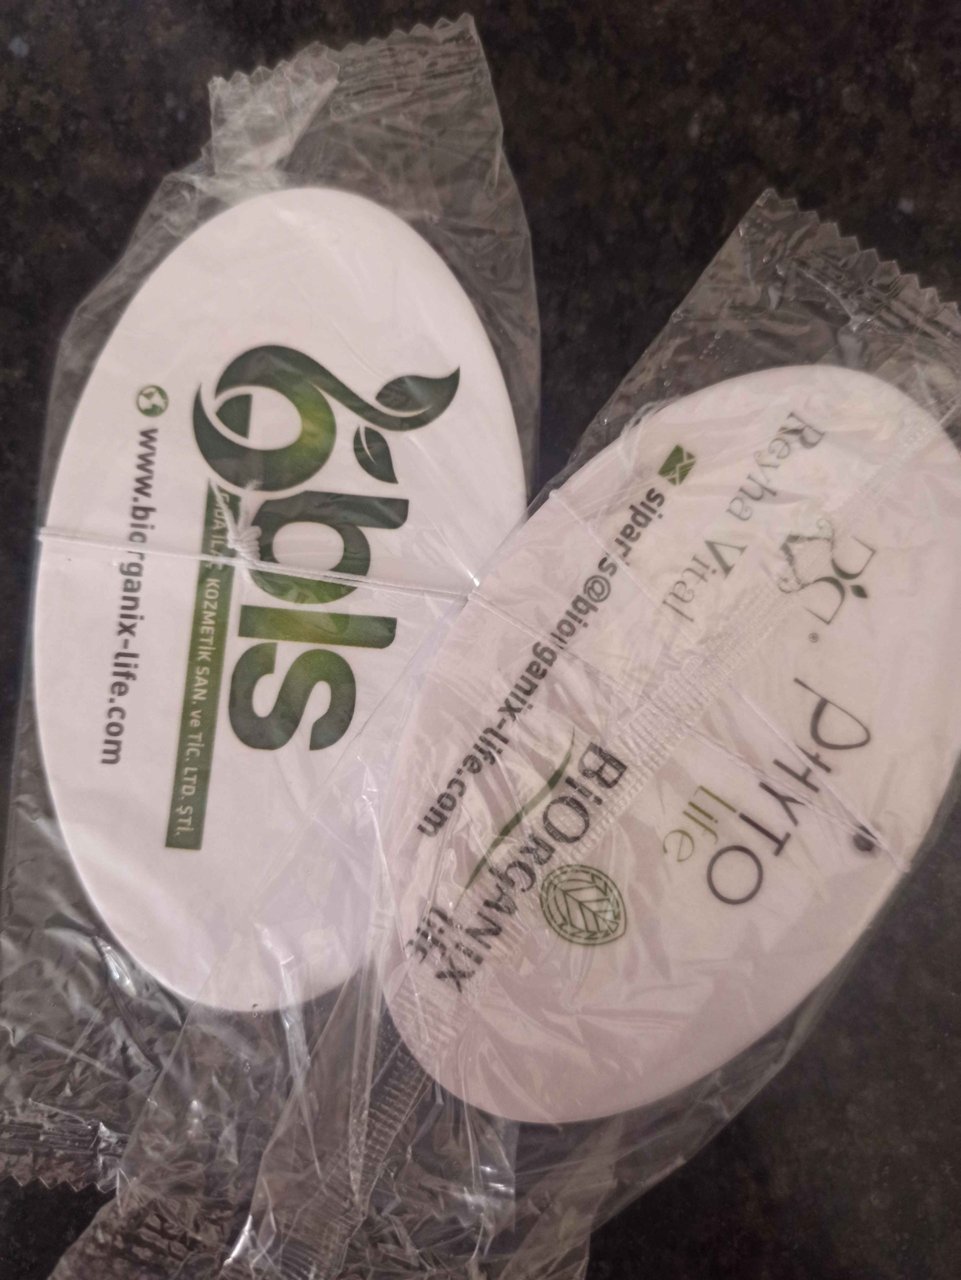 bls
GIDA İLAÇ KOZMETİK SAN. ve TİC. LTD. ŞTİ.
www.biorganix-life.com
PHYTO
life
Reyha Vital
BiORGANIX
Life
siparis@biorganix-life.com